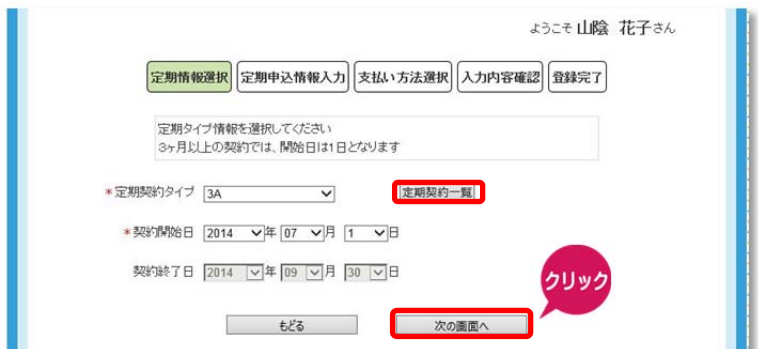 ようこそ 山陰 花子さん
定期情報選択 定期申込情報入力 支払い方法選択 入力内容確認 登録完了
定期タイプ情報を選択してください
3ヶ月以上の契約では、開始日は1日となります
*定期契約タイプ 3A 定期契約一覧
*契約開始日 2014 年 07 月 1 日
契約終了日 2014 年 09 月 30 日
クリック
もどる 次の画面へ